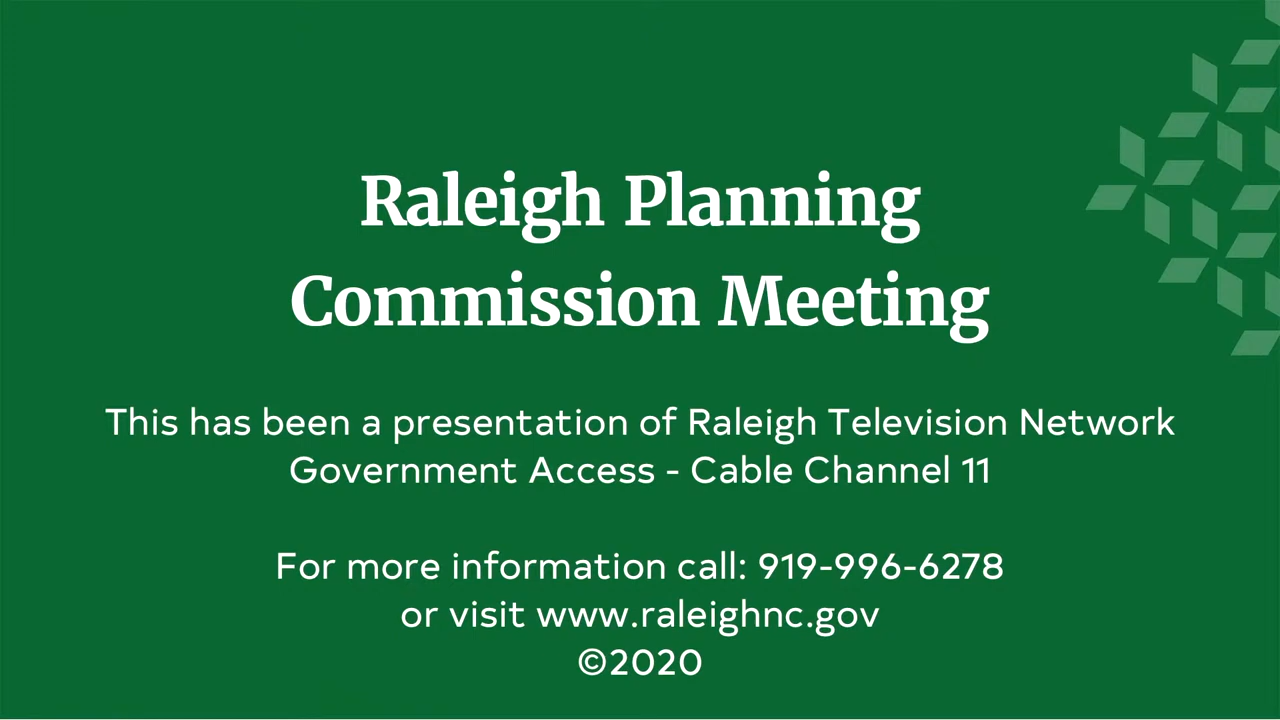 Raleigh Planning
Commission Meeting
This has been a presentation of Raleigh Television Network
Government Access - Cable Channel 11
For more information call: 919-996-6278
or visit www.raleighnc.gov
©2020